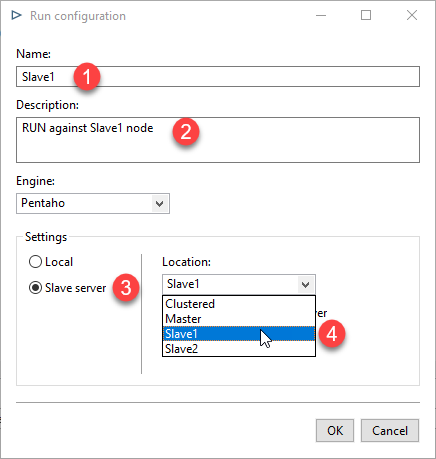 Run configuration
Name:
Slave1
1
Description:
RUN against Slave1 node
2
Engine:
Pentaho
Settings
Local
Slave server
3
Location:
Slave1
Clustered
Master
Slave1
Slave2
4
OK
Cancel